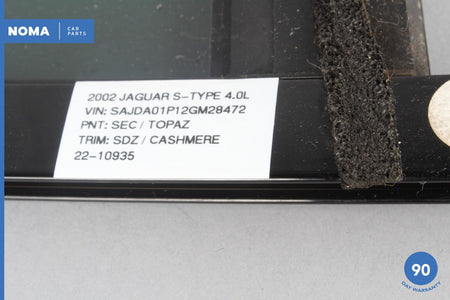 NOMA
CAR
PARTS
2002 JAGUAR S-TYPE 4.0L
VIN: SAJDA01P12GM28472
PNT: SEC / TOPAZ
TRIM: SDZ / CASHMERE
22-10935
90
DAY WARRANTY